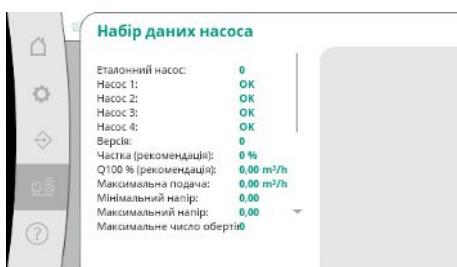 Набір даних насоса
Еталонний насос: 0
Насос 1: OK
Насос 2: OK
Насос 3: OK
Насос 4: OK
Версія: 0
Частка (рекомендація): 0 %
Q100 % (рекомендація): 0,00 m³/h
Максимальна подача: 0,00 m³/h
Мінімальний напір: 0,00
Максимальний напір: 0,00
Максимальне число обертів0